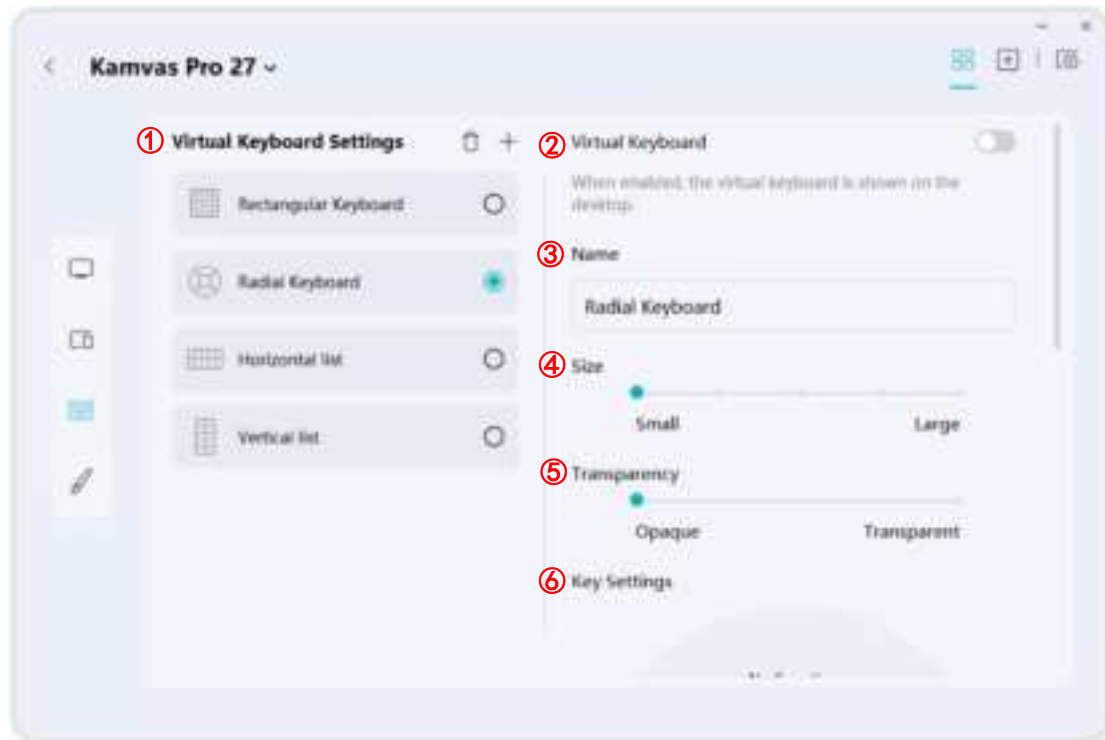 Kamvas Pro 27
① Virtual Keyboard Settings
Rectangular Keyboard
Radial Keyboard
Horizontal list
Vertical list
② Virtual Keyboard
When enabled, the virtual keyboard is shown on the
desktop.
③ Name
Radial Keyboard
④ Size
Small Large
⑤ Transparency
Opaque Transparent
⑥ Key Settings